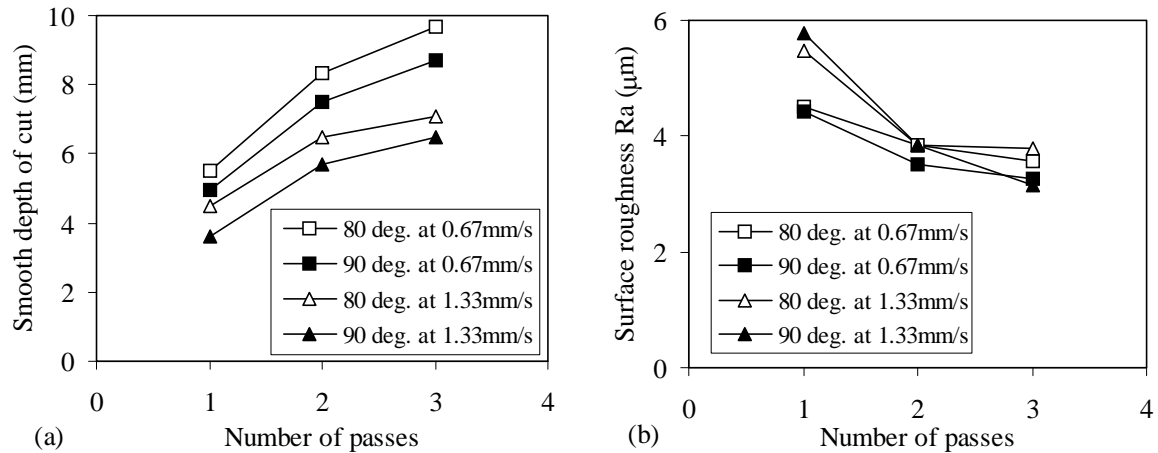 Smooth depth of cut (mm)
10
8
6
4
2
0
80 deg. at 0.67mm/s
90 deg. at 0.67mm/s
80 deg. at 1.33mm/s
90 deg. at 1.33mm/s
0 1 2 3 4
Number of passes
(a)
Surface roughness Ra (μm)
6
4
2
0
80 deg. at 0.67mm/s
90 deg. at 0.67mm/s
80 deg. at 1.33mm/s
90 deg. at 1.33mm/s
0 1 2 3 4
Number of passes
(b)